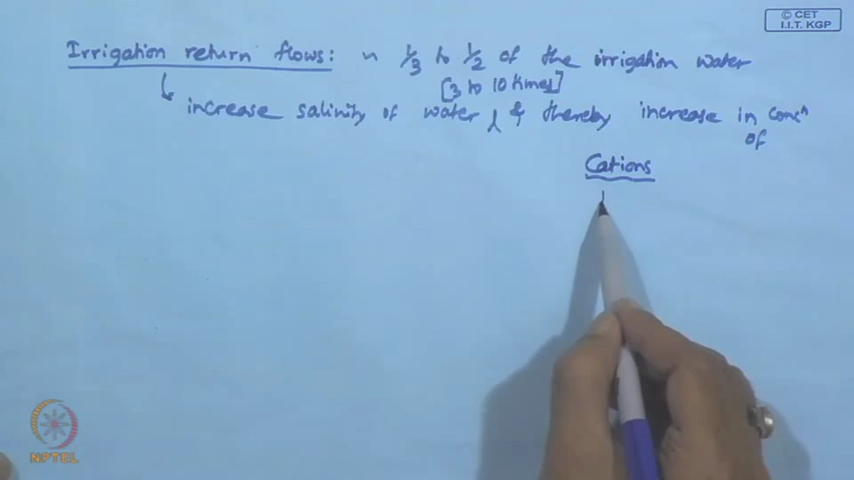 © CET
I.I.T. KGP
Irrigation return flows: ~ 1/3 to 1/2 of the irrigation water
[3 to 10 times]
increase salinity of water, & thereby increase in concⁿ
of
Cations
NPTEL